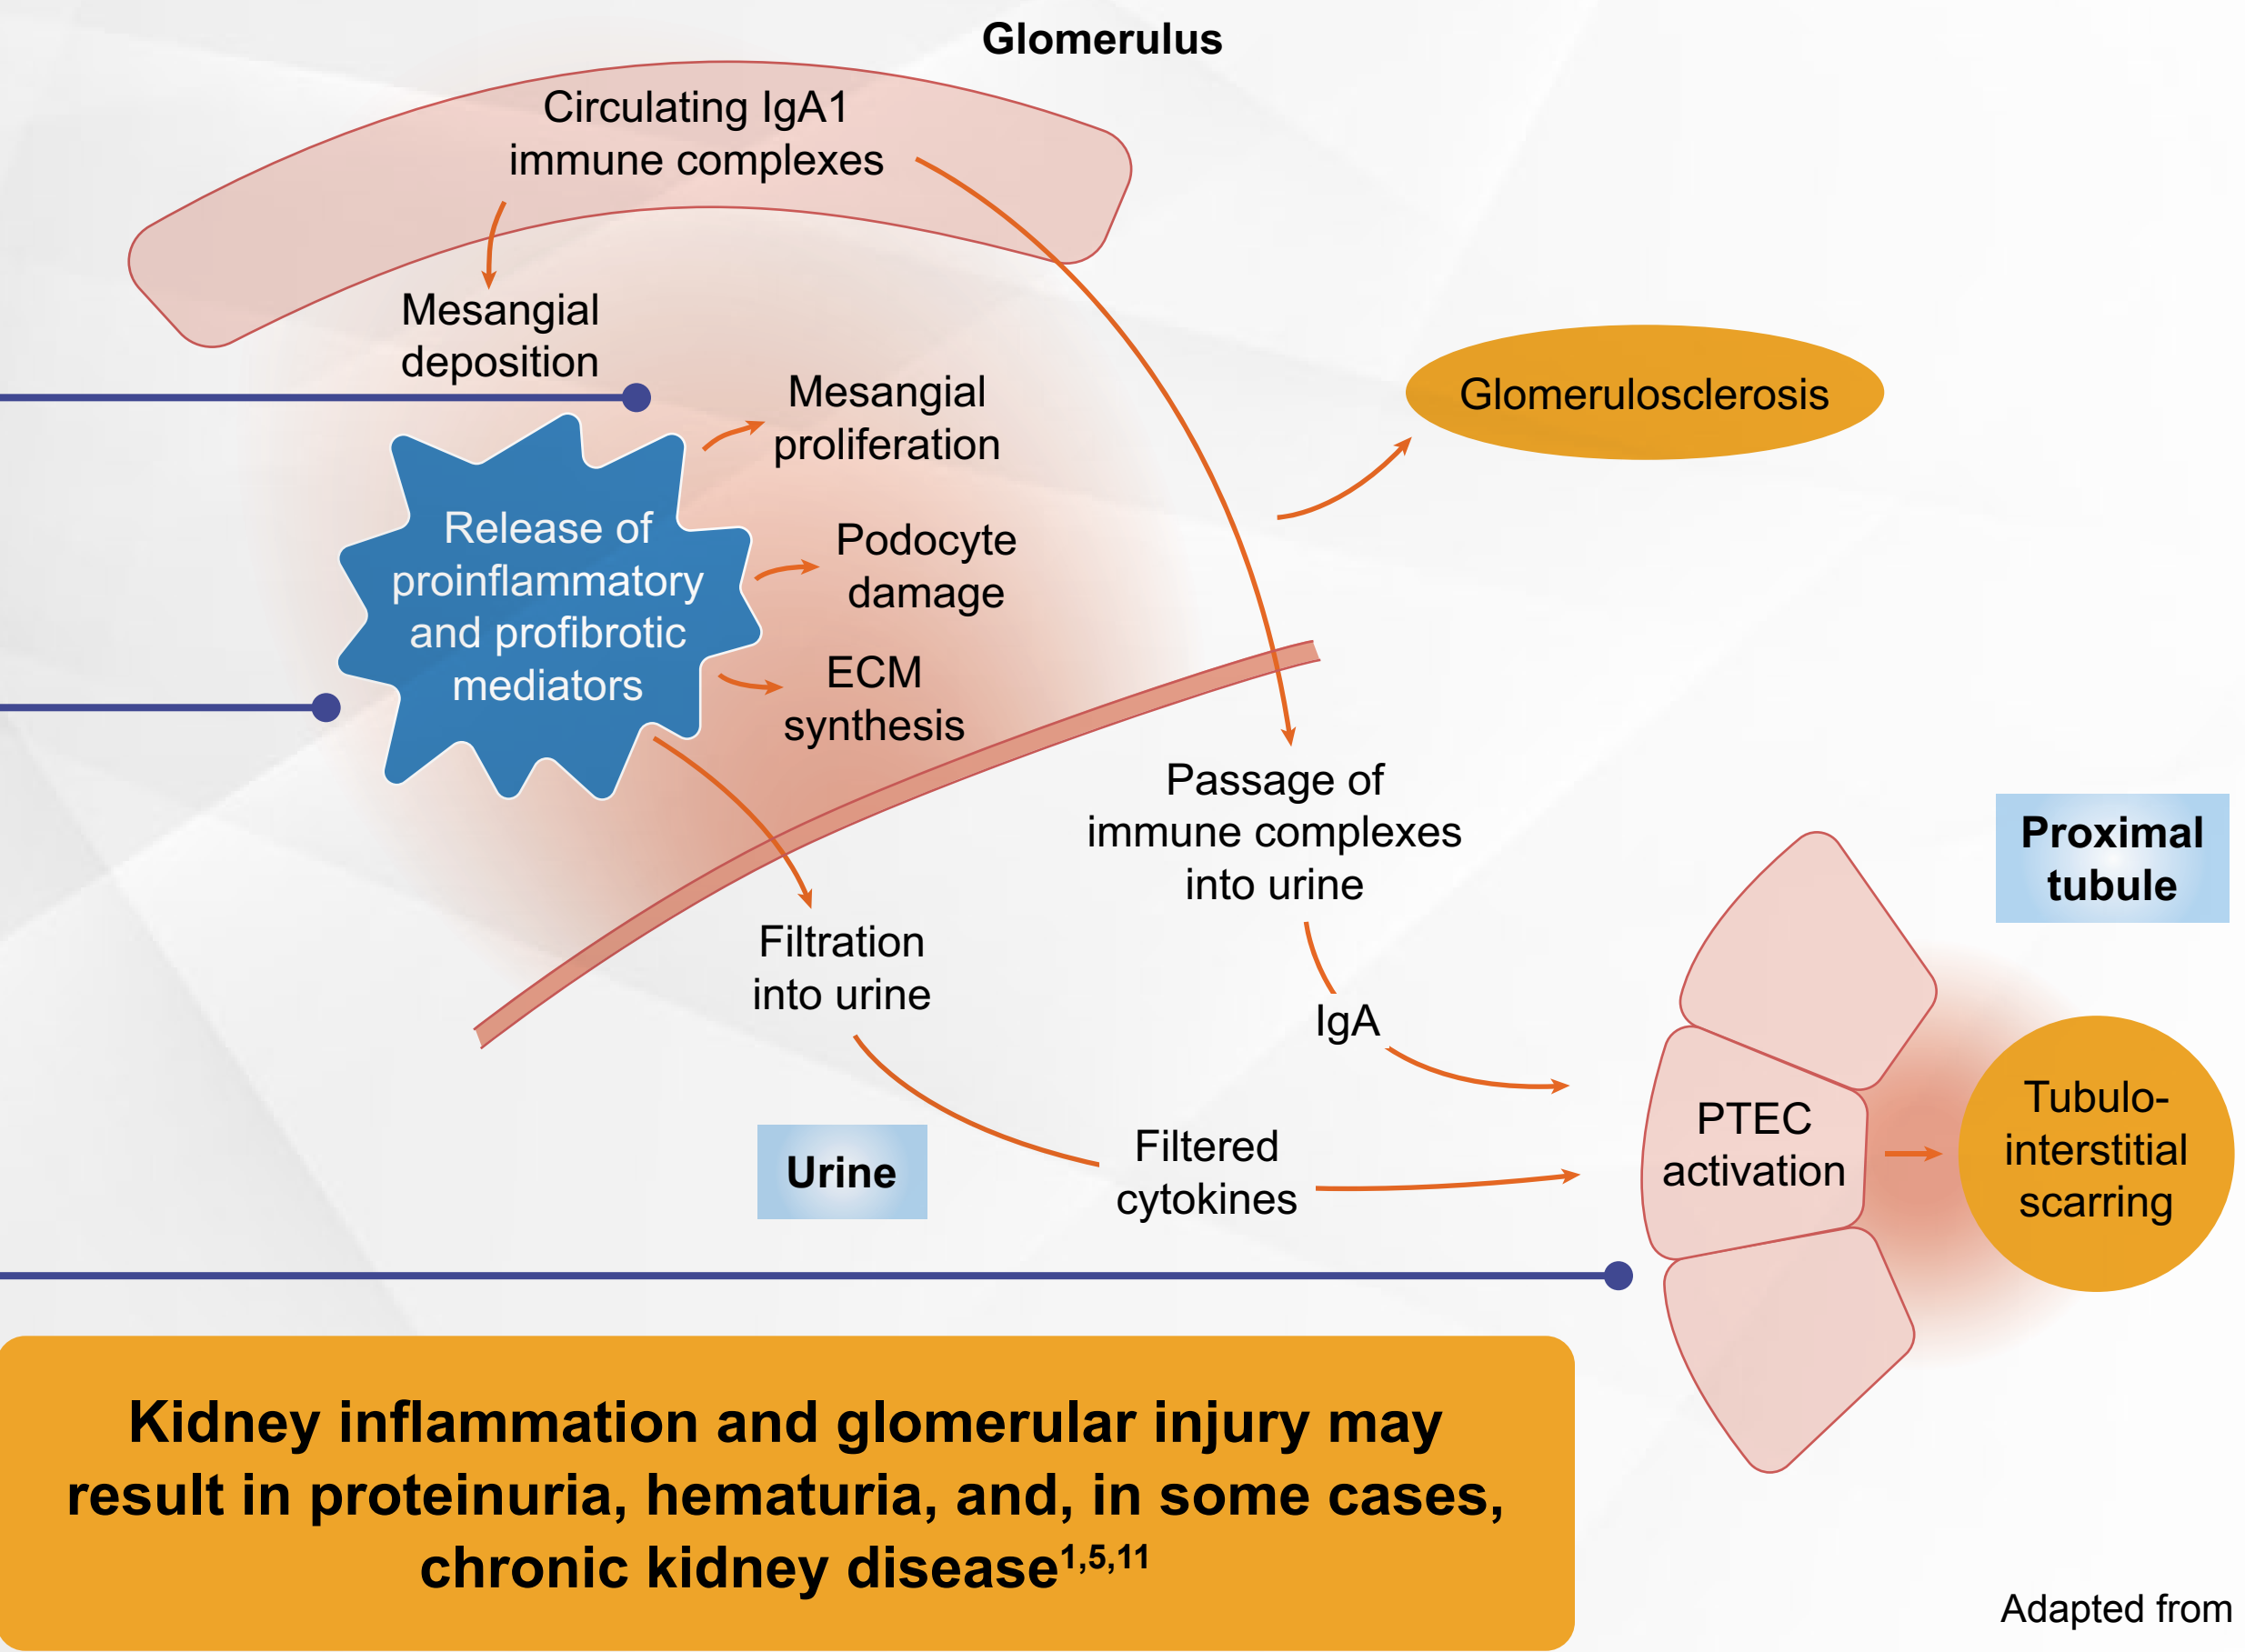 Glomerulus
Circulating IgA1
immune complexes
Mesangial
deposition
Mesangial
proliferation
Glomerulosclerosis
Release of
proinflammatory
and profibrotic
mediators
Podocyte
damage
ECM
synthesis
Passage of
immune complexes
into urine
Proximal
tubule
Filtration
into urine
IgA
Urine
Filtered
cytokines
PTEC
activation
Tubulo-
interstitial
scarring
Kidney inflammation and glomerular injury may
result in proteinuria, hematuria, and, in some cases,
chronic kidney disease1,5,11
Adapted from